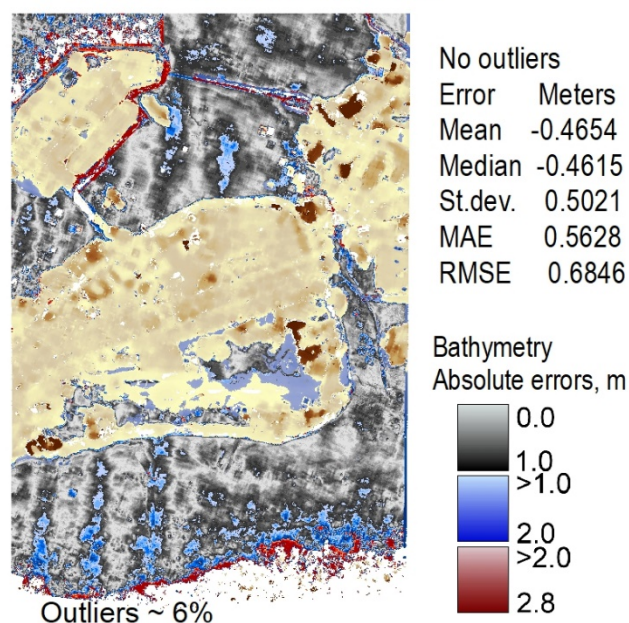 No outliers
Error Meters
Mean -0.4654
Median -0.4615
St.dev. 0.5021
MAE 0.5628
RMSE 0.6846
Bathymetry
Absolute errors, m
0.0
1.0
>1.0
2.0
>2.0
2.8
Outliers ~ 6%